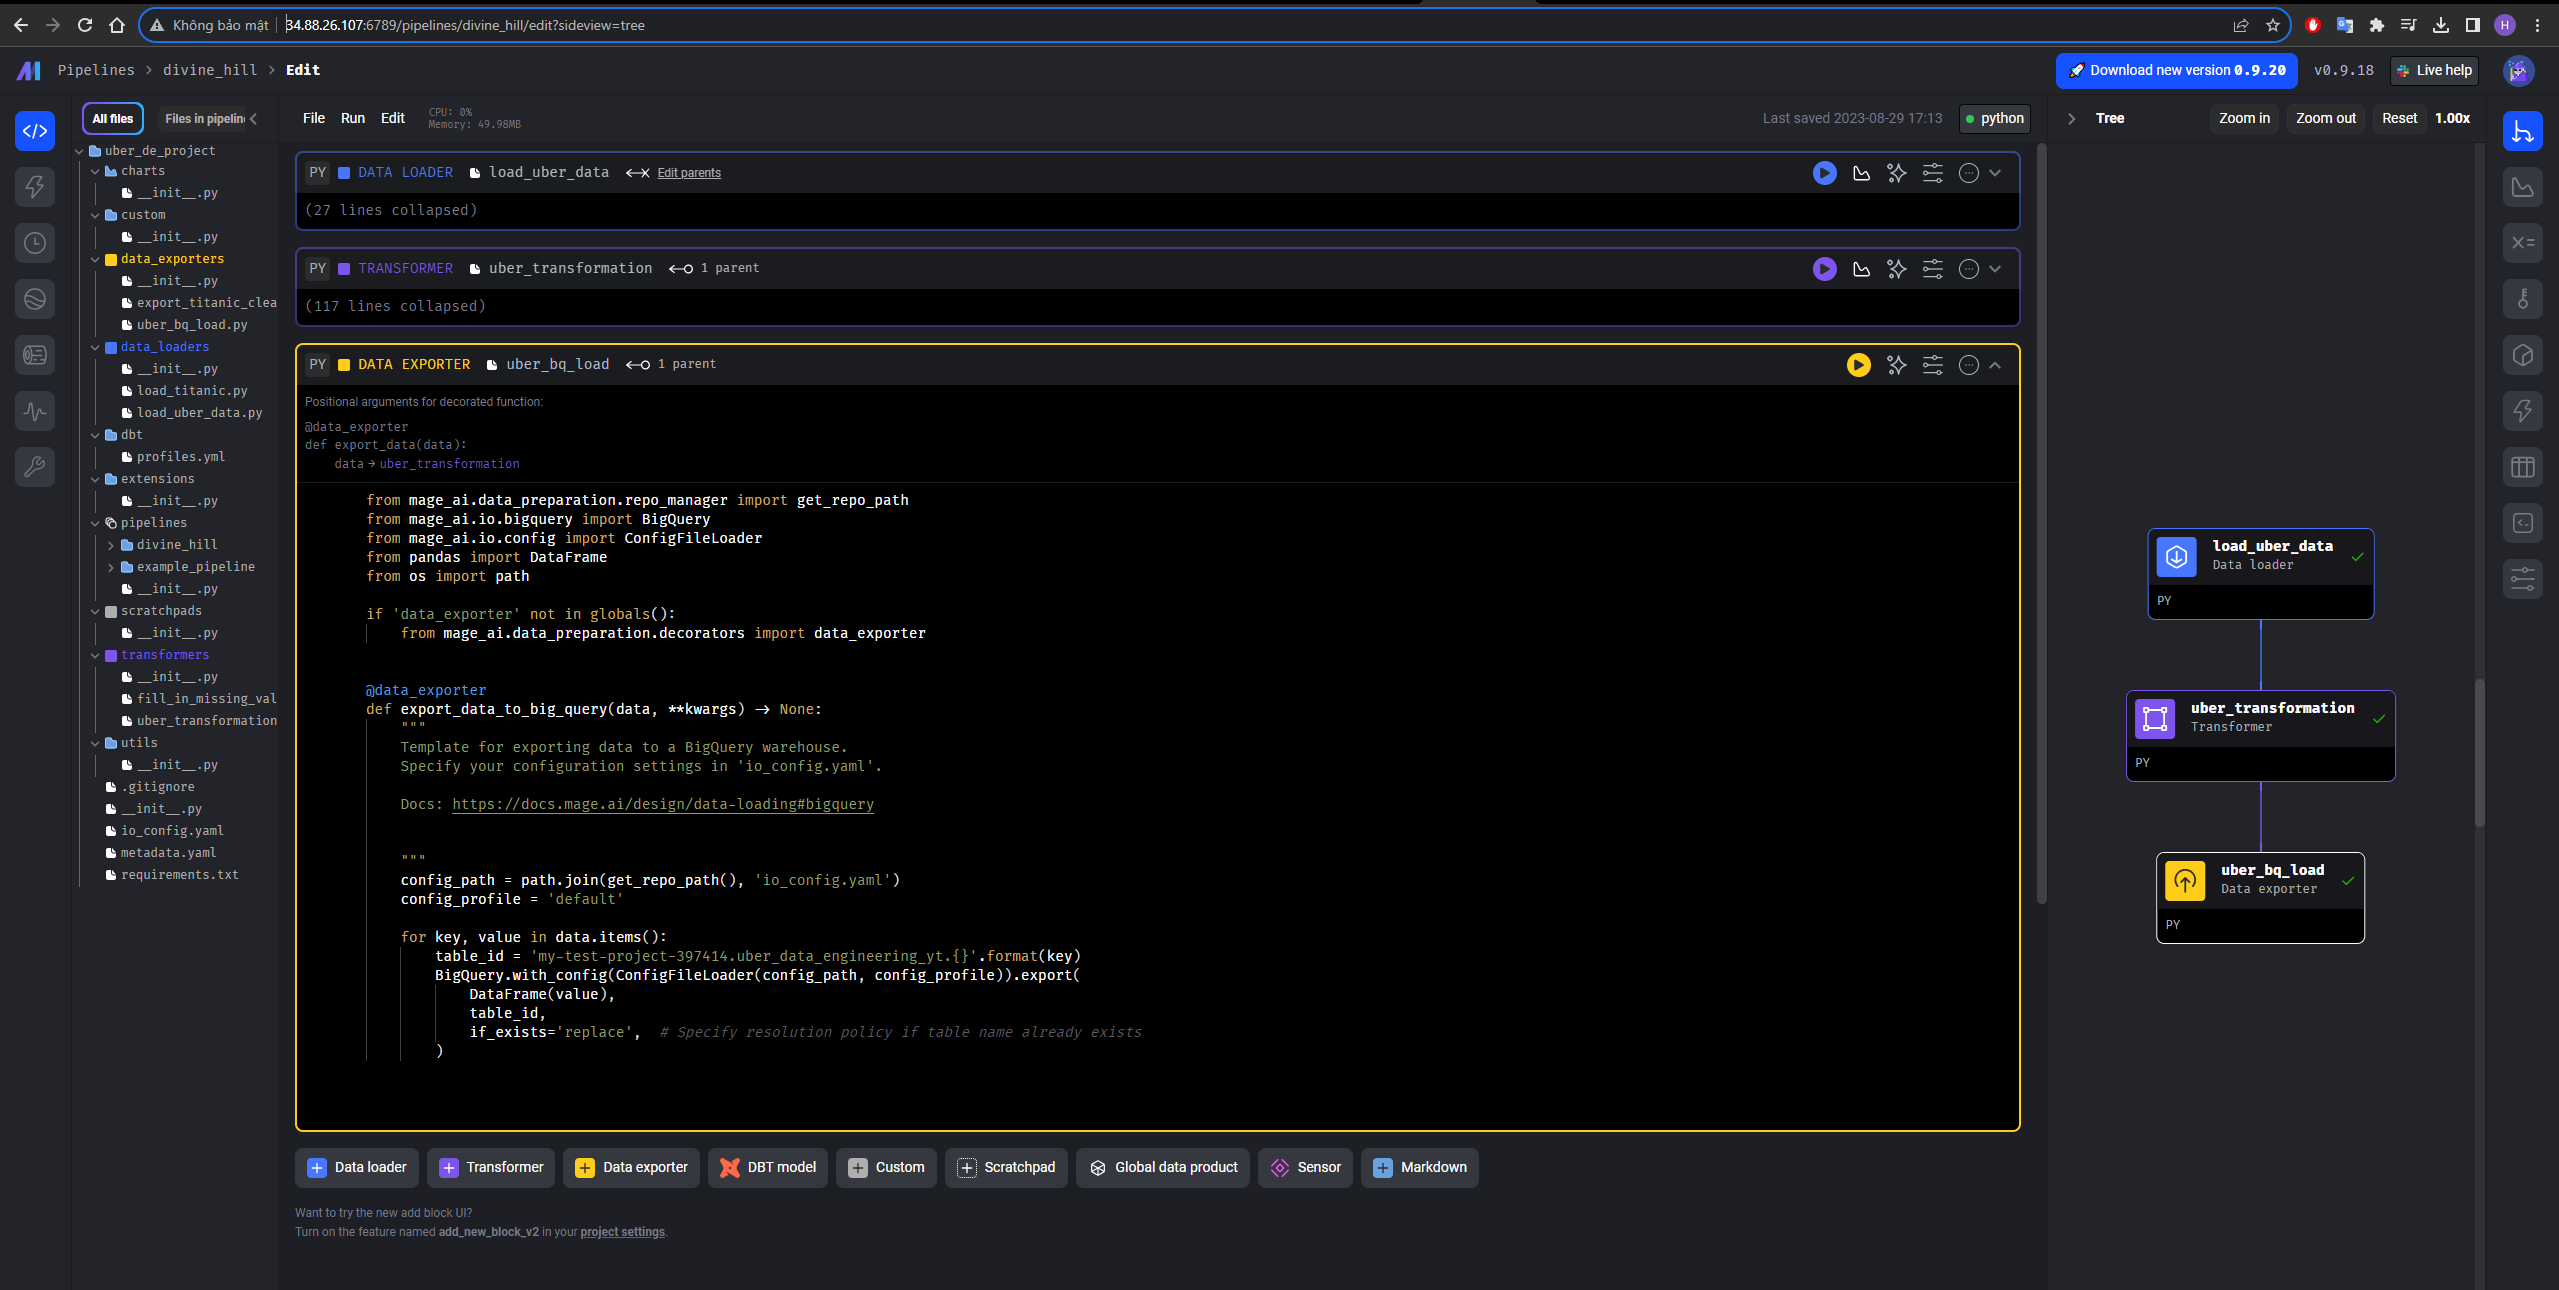 Không bảo mật | 34.88.26.107:6789/pipelines/divine_hill/edit?sideview=tree
H
Pipelines > divine_hill > Edit
Download new version 0.9.20
v0.9.18
Live help
All files
Files in pipelin
File Run Edit
CPU: 0%
Memory: 49.98MB
Last saved 2023-08-29 17:13
python
Tree
Zoom in
Zoom out
Reset
1.00x
uber_de_project
charts
__init__.py
custom
__init__.py
data_exporters
__init__.py
export_titanic_clea
uber_bq_load.py
data_loaders
__init__.py
load_titanic.py
load_uber_data.py
dbt
profiles.yml
extensions
__init__.py
pipelines
divine_hill
example_pipeline
__init__.py
scratchpads
__init__.py
transformers
__init__.py
fill_in_missing_val
uber_transformation
utils
__init__.py
.gitignore
__init__.py
io_config.yaml
metadata.yaml
requirements.txt
PY DATA LOADER load_uber_data Edit parents
(27 lines collapsed)
PY TRANSFORMER uber_transformation 1 parent
(117 lines collapsed)
PY DATA EXPORTER uber_bq_load 1 parent
Positional arguments for decorated function:
@data_exporter
def export_data(data):
data → uber_transformation
from mage_ai.data_preparation.repo_manager import get_repo_path
from mage_ai.io.bigquery import BigQuery
from mage_ai.io.config import ConfigFileLoader
from pandas import DataFrame
from os import path
if 'data_exporter' not in globals():
from mage_ai.data_preparation.decorators import data_exporter
@data_exporter
def export_data_to_big_query(data, **kwargs) -> None:
"""
Template for exporting data to a BigQuery warehouse.
Specify your configuration settings in 'io_config.yaml'.
Docs: https://docs.mage.ai/design/data-loading#bigquery
"""
config_path = path.join(get_repo_path(), 'io_config.yaml')
config_profile = 'default'
for key, value in data.items():
table_id = 'my-test-project-397414.uber_data_engineering_yt.{}'.format(key)
BigQuery.with_config(ConfigFileLoader(config_path, config_profile)).export(
DataFrame(value),
table_id,
if_exists='replace',  # Specify resolution policy if table name already exists
)
Data loader
Transformer
Data exporter
DBT model
Custom
Scratchpad
Global data product
Sensor
Markdown
Want to try the new add block UI?
Turn on the feature named add_new_block_v2 in your project settings.
load_uber_data
Data loader
PY
uber_transformation
Transformer
PY
uber_bq_load
Data exporter
PY